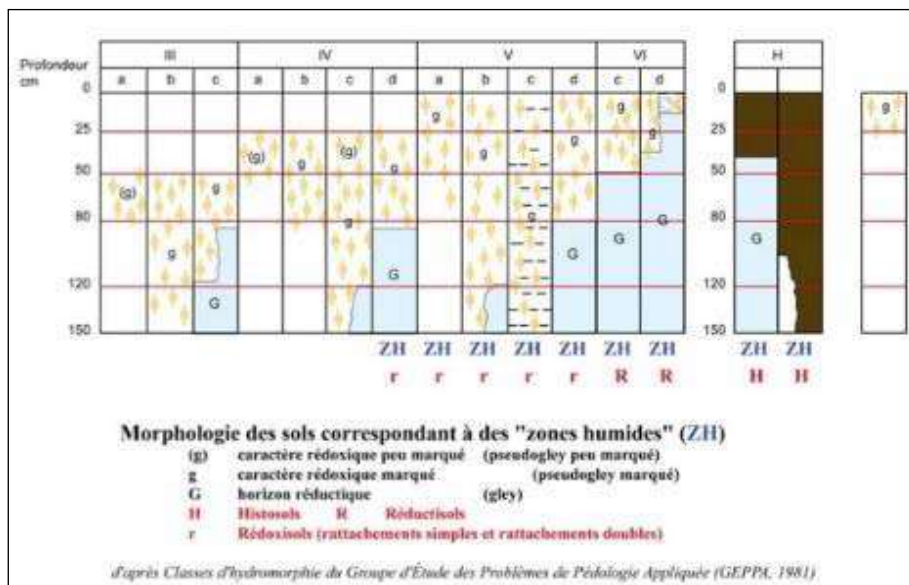 III IV V VI H
Profondeur
cm
a b c a b c d a b c d c d
0 0
25 25
50 50
80 80
120 120
150 150
(g) g g G
(g) g (g) g g G
g g g g G
g G g G
G
g
ZH ZH ZH ZH ZH ZH ZH ZH ZH
r r r r r R R H H
Morphologie des sols correspondant à des "zones humides" (ZH)
(g) caractère rédoxique peu marqué (pseudogley peu marqué)
g caractère rédoxique marqué (pseudogley marqué)
G horizon réductique (gley)
H Histosols R Réductisols
r Rédoxisols (rattachements simples et rattachements doubles)
d'après Classes d'hydromorphie du Groupe d'Étude des Problèmes de Pédologie Appliquée (GEPPA, 1981)